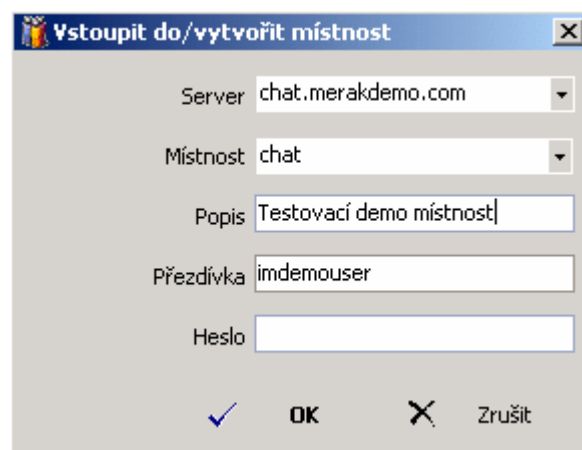 Vstoupit do/vytvořit místnost
Server chat.merakdemo.com
Místnost chat
Popis Testovací demo místnost
Přezdívka imdemouser
Heslo
OK Zrušit